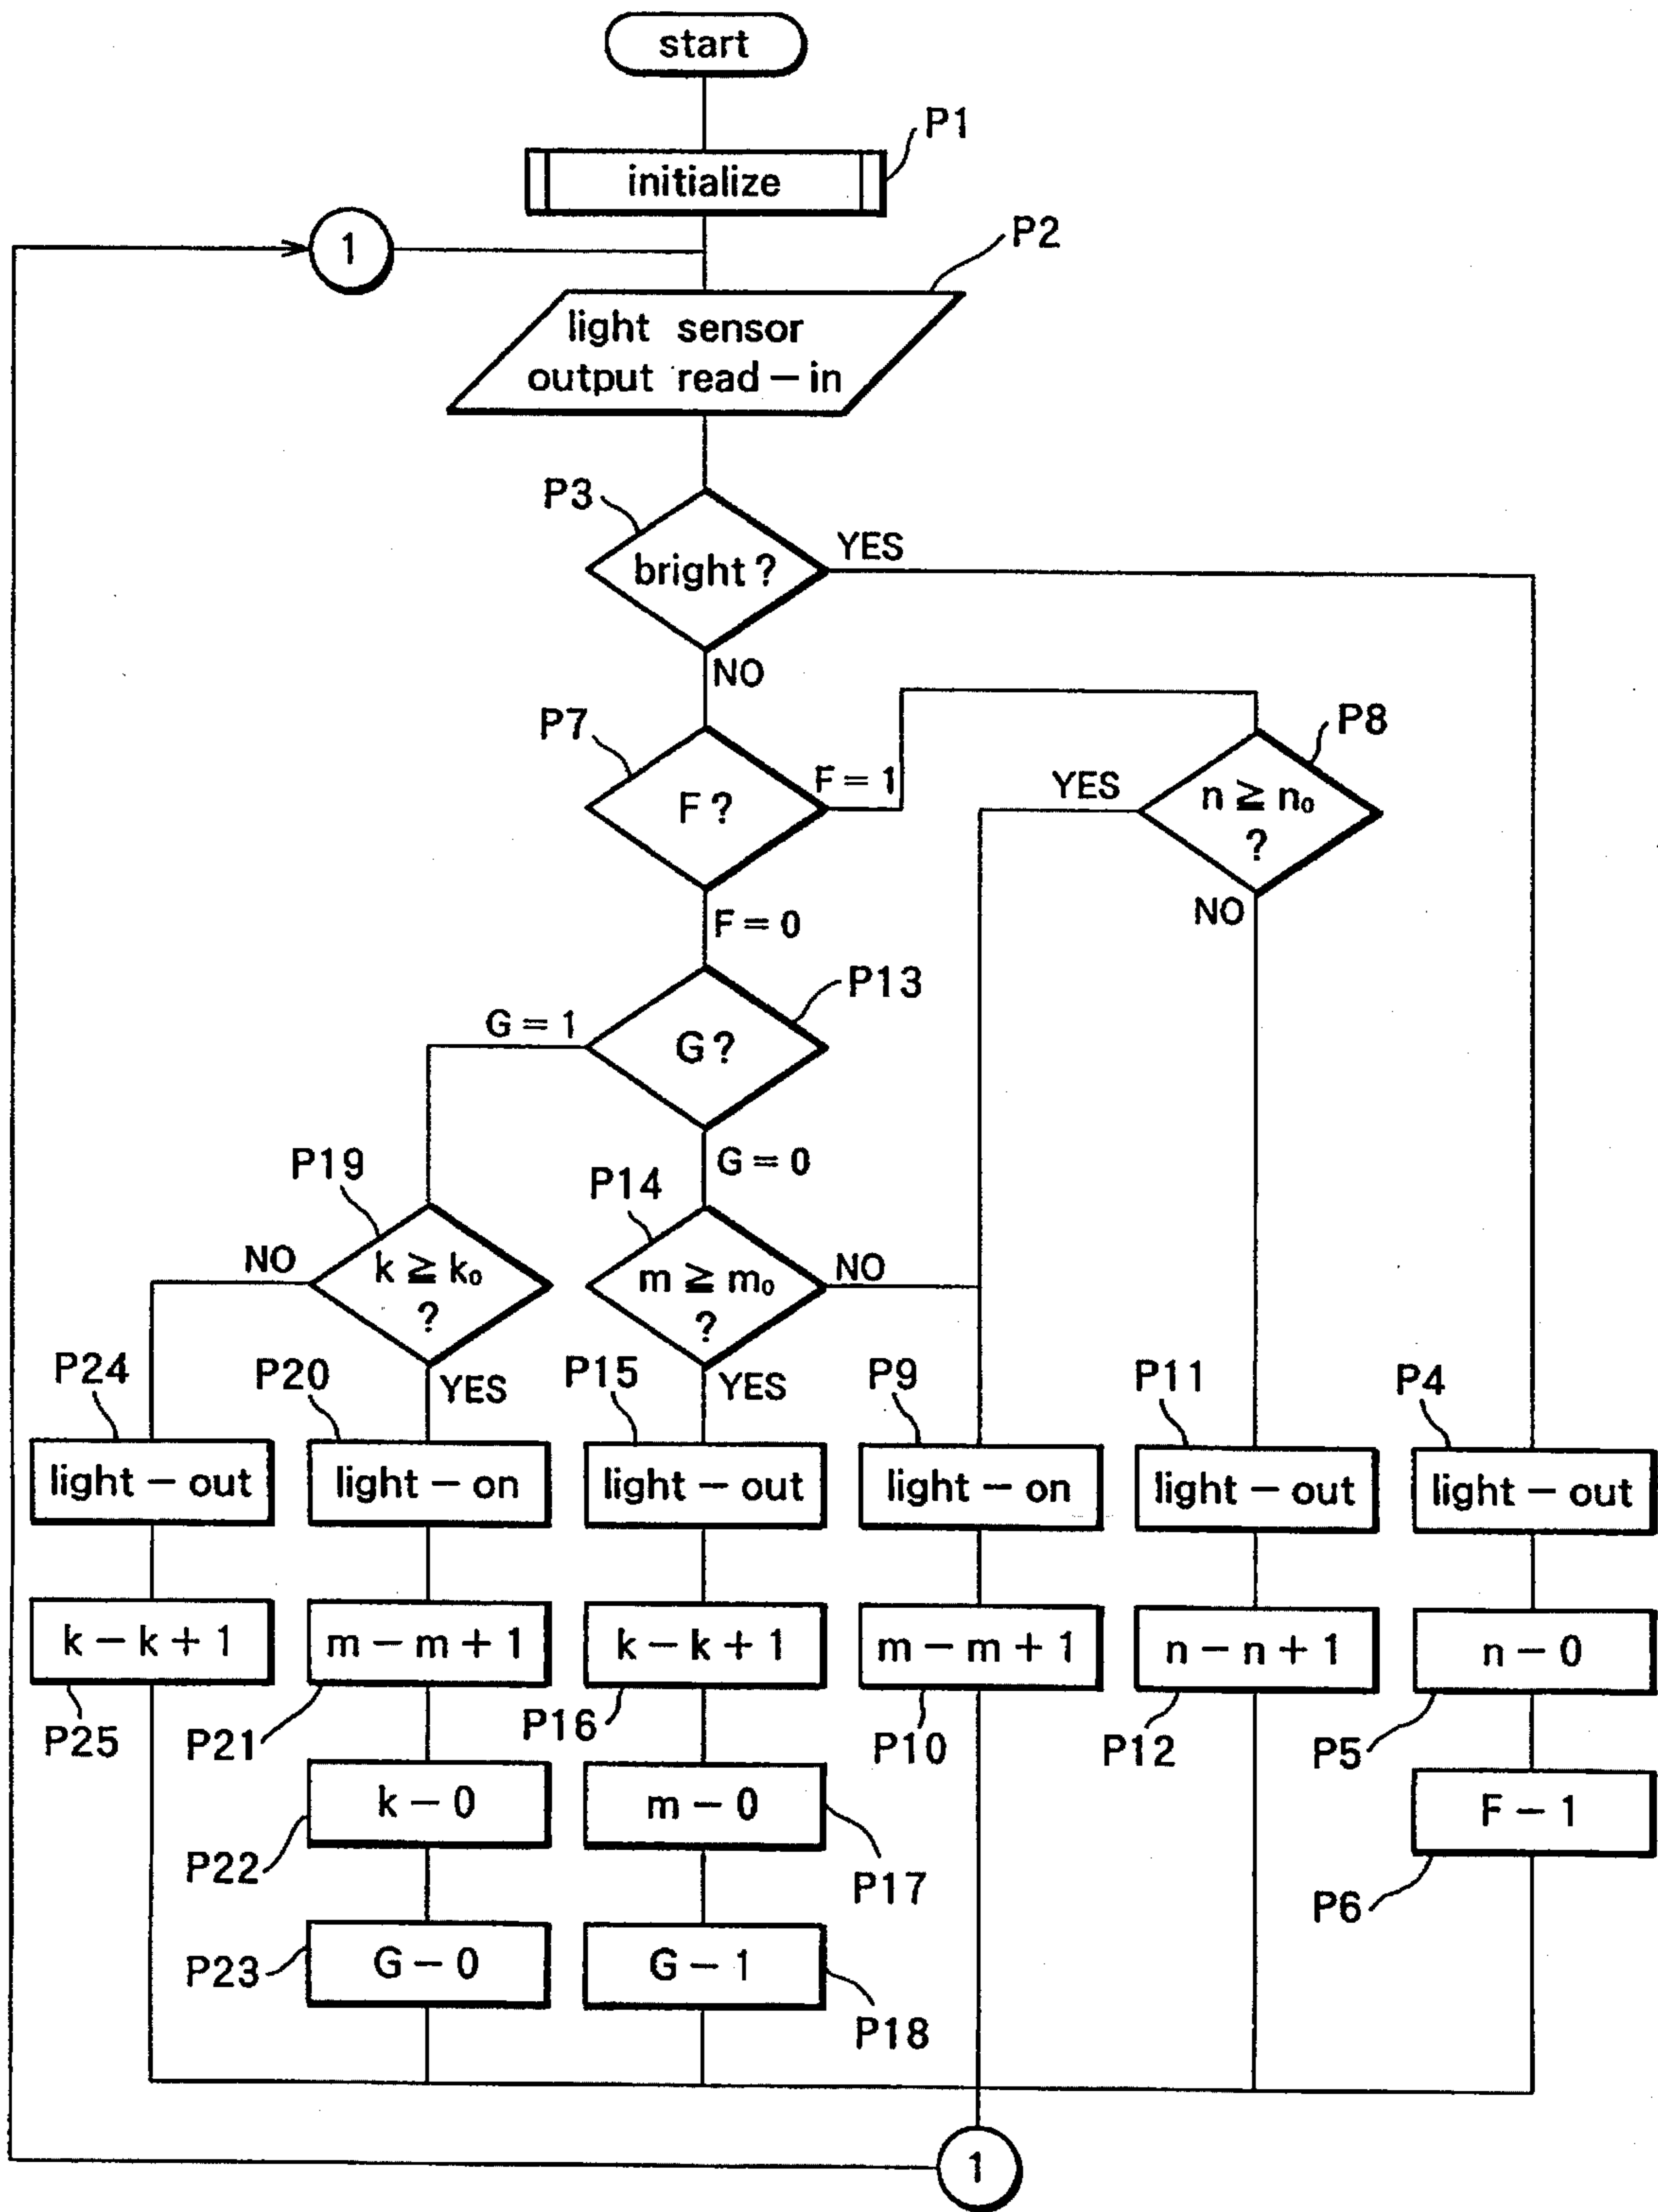 start
P1
initialize
1
P2
light sensor
output read – in
P3
bright ?
YES
NO
P7
F ?
F = 1
F = 0
P8
n ≧ n₀
?
YES
NO
P13
G ?
G = 1
G = 0
P19
k ≧ k₀
?
NO
YES
P14
m ≧ m₀
?
NO
YES
P24
light – out
k – k + 1
P25
P20
light – on
m – m + 1
P21
k – 0
P22
G – 0
P23
P15
light – out
k – k + 1
P16
m – 0
P17
G – 1
P18
P9
light – on
m – m + 1
P10
P11
light – out
n – n + 1
P12
P4
light – out
n – 0
P5
F – 1
P6
1